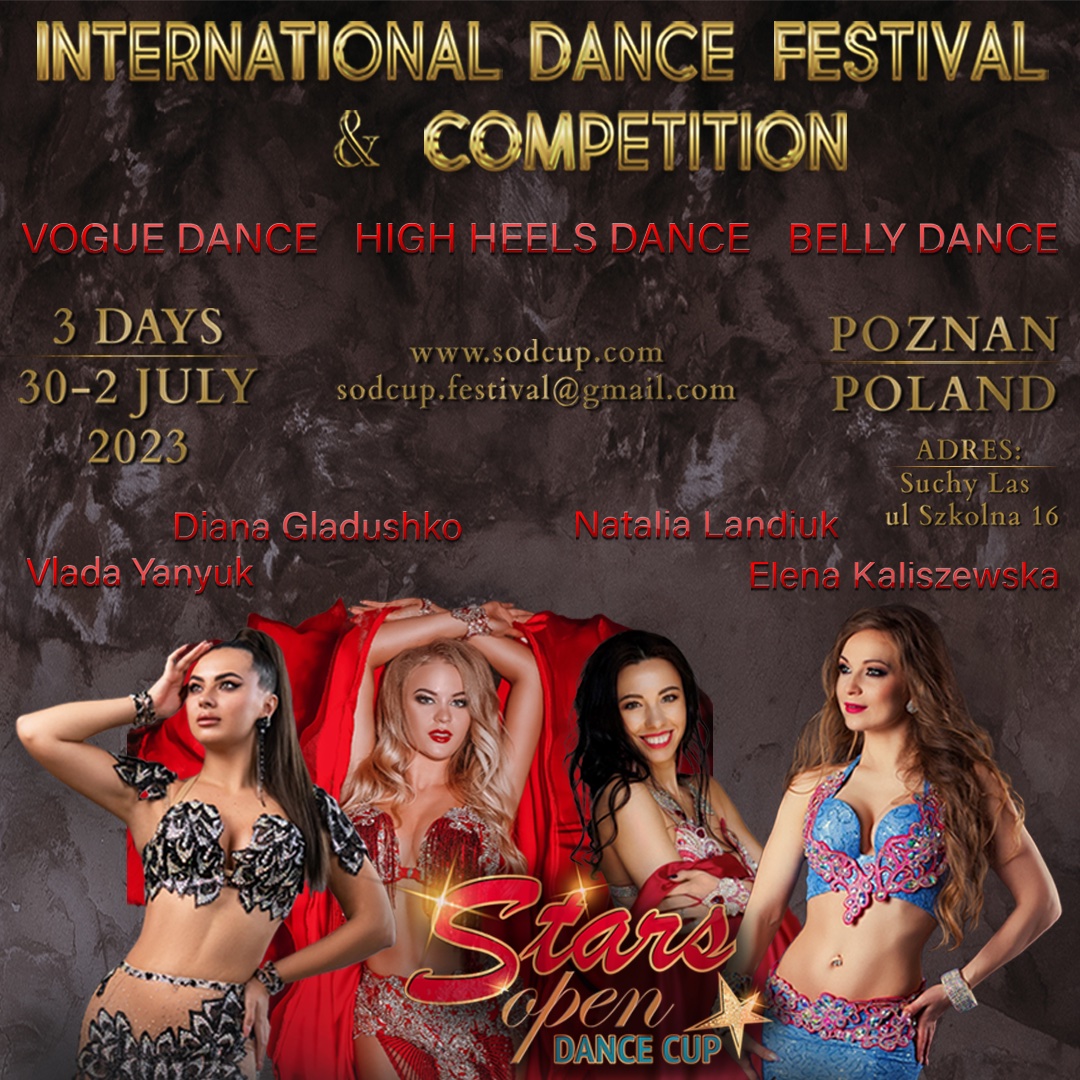 INTERNATIONAL DANCE FESTIVAL
& COMPETITION
VOGUE DANCE HIGH HEELS DANCE BELLY DANCE
3 DAYS
30-2 JULY
2023
www.sodcup.com
sodcup.festival@gmail.com
POZNAN
POLAND
ADRES:
Suchy Las
ul Szkolna 16
Diana Gladushko
Natalia Landiuk
Vlada Yanyuk
Elena Kaliszewska
Stars
open
DANCE CUP